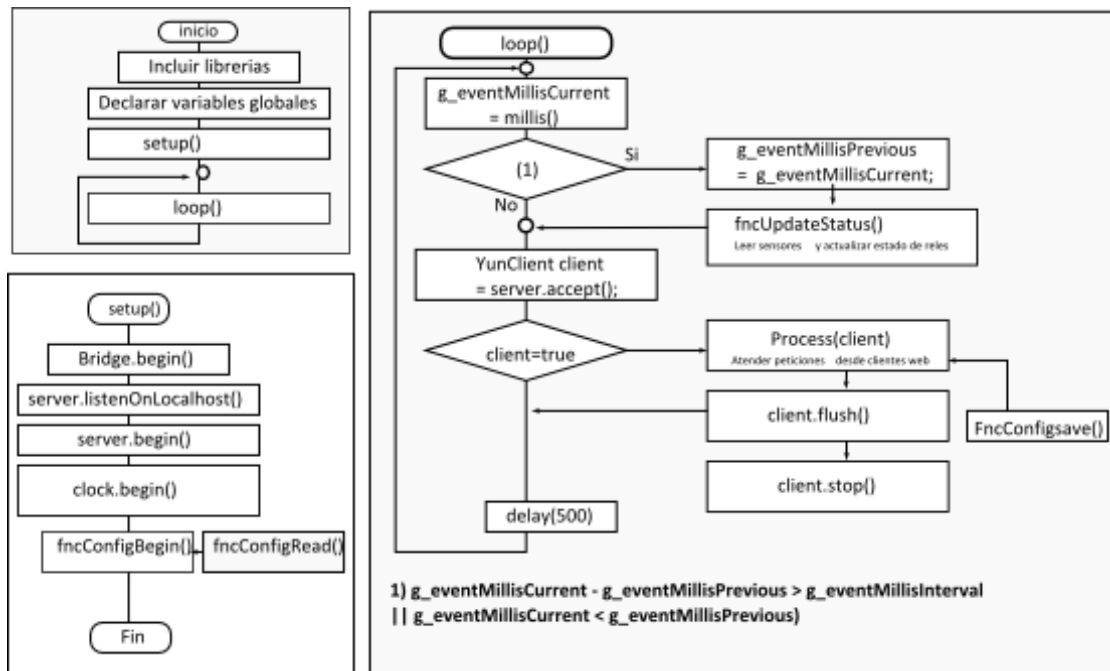 inicio
Incluir librerias
Declarar variables globales
setup()
loop()
setup()
Bridge.begin()
server.listenOnLocalhost()
server.begin()
clock.begin()
fncConfigBegin()
fncConfigRead()
Fin
loop()
g_eventMillisCurrent
= millis()
(1)
Si
g_eventMillisPrevious
= g_eventMillisCurrent;
No
fncUpdateStatus()
Leer sensores y actualizar estado de reles
YunClient client
= server.accept();
client=true
Process(client)
Atender peticiones desde clientes web
client.flush()
FncConfigsave()
client.stop()
delay(500)
1) g_eventMillisCurrent - g_eventMillisPrevious > g_eventMillisInterval
|| g_eventMillisCurrent < g_eventMillisPrevious)